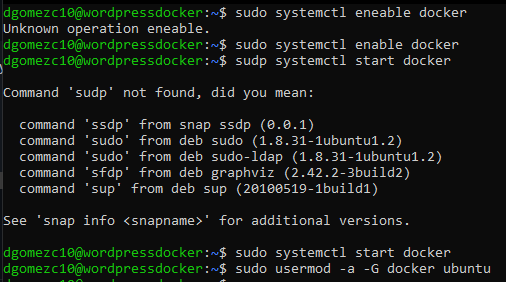 dgomezc10@wordpressdocker:~$ sudo systemctl eneable docker
Unknown operation eneable.
dgomezc10@wordpressdocker:~$ sudo systemctl enable docker
dgomezc10@wordpressdocker:~$ sudp systemctl start docker
Command 'sudp' not found, did you mean:
command 'ssdp' from snap ssdp (0.0.1)
command 'sudo' from deb sudo (1.8.31-1ubuntu1.2)
command 'sudo' from deb sudo-ldap (1.8.31-1ubuntu1.2)
command 'sfdp' from deb graphviz (2.42.2-3build2)
command 'sup' from deb sup (20100519-1build1)
See 'snap info <snapname>' for additional versions.
dgomezc10@wordpressdocker:~$ sudo systemctl start docker
dgomezc10@wordpressdocker:~$ sudo usermod -a -G docker ubuntu